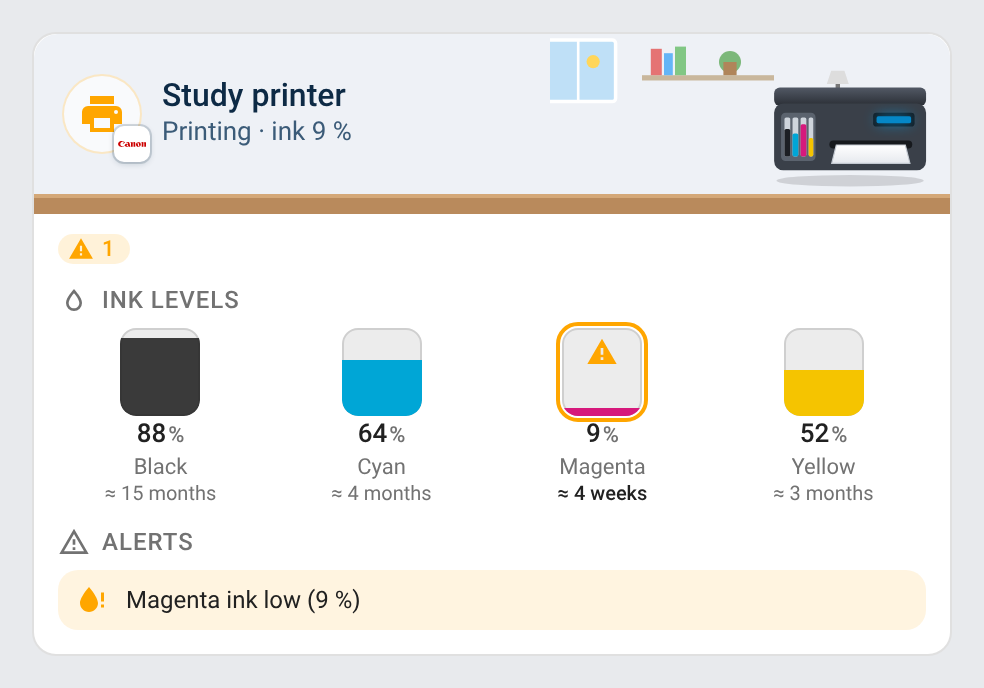 Study printer
Printing · ink 9 %
Canon
1
INK LEVELS
88%
64%
9%
52%
Black
Cyan
Magenta
Yellow
≈ 15 months
≈ 4 months
≈ 4 weeks
≈ 3 months
ALERTS
Magenta ink low (9 %)